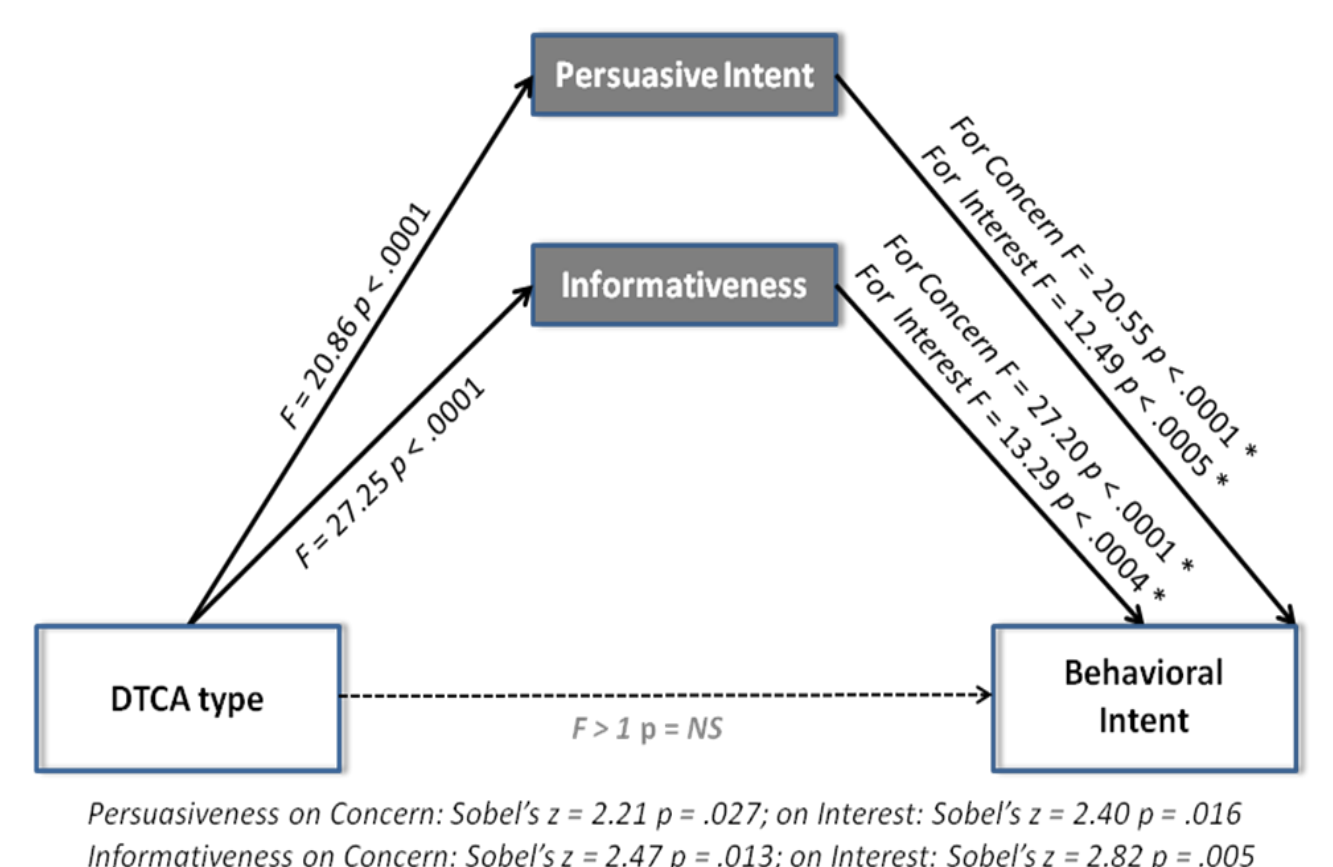 Persuasive Intent
For Concern F = 20.55 p < .0001 *
For Interest F = 12.49 p < .0005 *
F = 20.86 p < .0001
Informativeness
For Concern F = 27.20 p < .0001 *
For Interest F = 13.29 p < .0004 *
F = 27.25 p < .0001
DTCA type
Behavioral
Intent
F > 1 p = NS
Persuasiveness on Concern: Sobel's z = 2.21 p = .027; on Interest: Sobel's z = 2.40 p = .016
Informativeness on Concern: Sobel's z = 2.47 p = .013; on Interest: Sobel's z = 2.82 p = .005